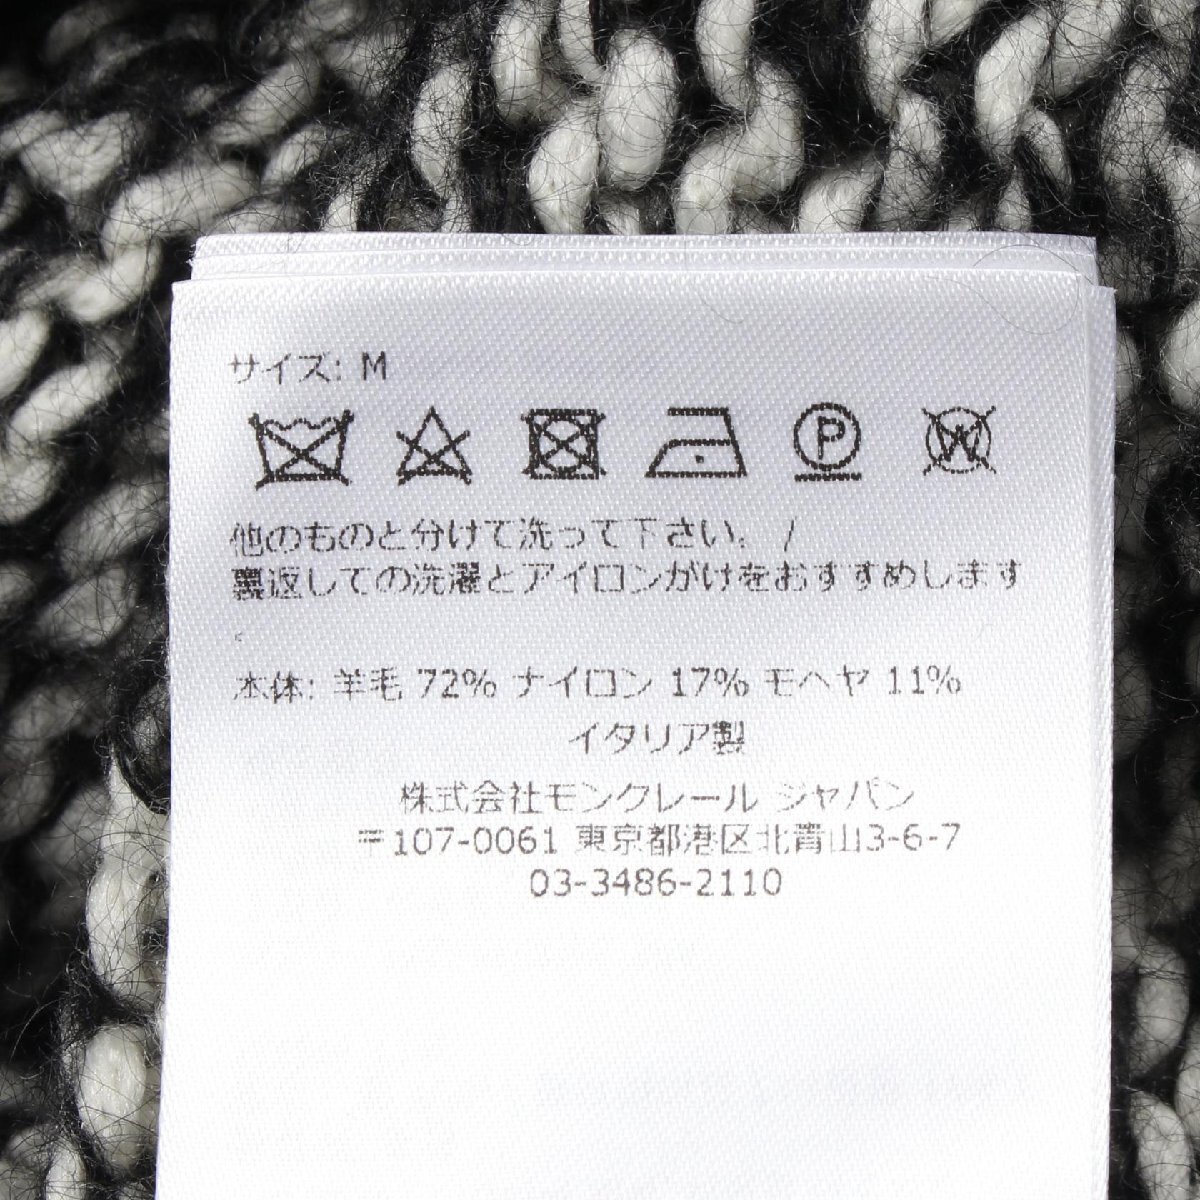 サイズ: M
P
W
他のものと分けて洗って下さい。 /
裏返しての洗濯とアイロンがけをおすすめします
。
本体: 羊毛 72% ナイロン 17% モヘヤ 11%
イタリア製
株式会社モンクレール ジャパン
〒107-0061 東京都港区北青山3-6-7
03-3486-2110